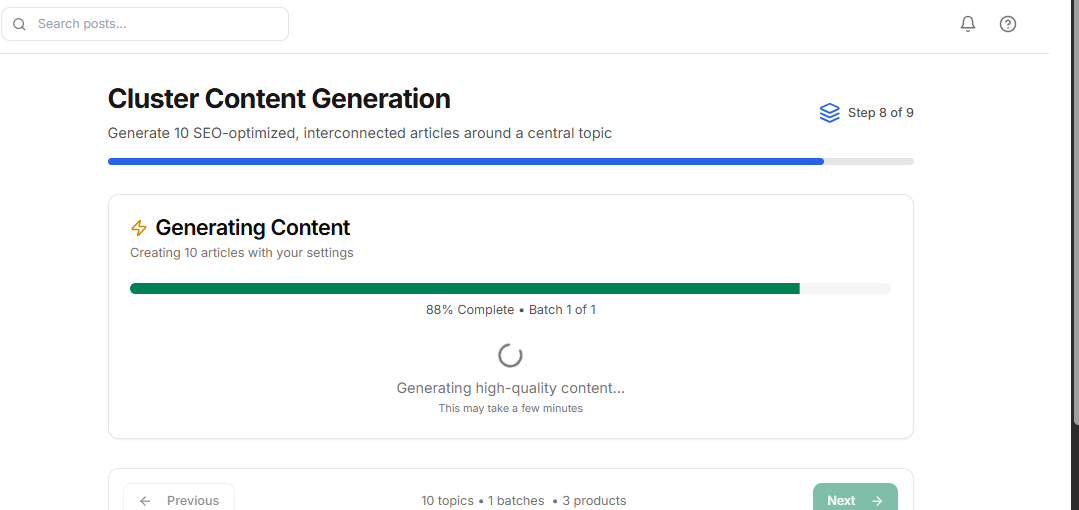 Search posts...
Cluster Content Generation
Generate 10 SEO-optimized, interconnected articles around a central topic
Step 8 of 9
Generating Content
Creating 10 articles with your settings
88% Complete • Batch 1 of 1
Generating high-quality content...
This may take a few minutes
Previous
10 topics • 1 batches • 3 products
Next